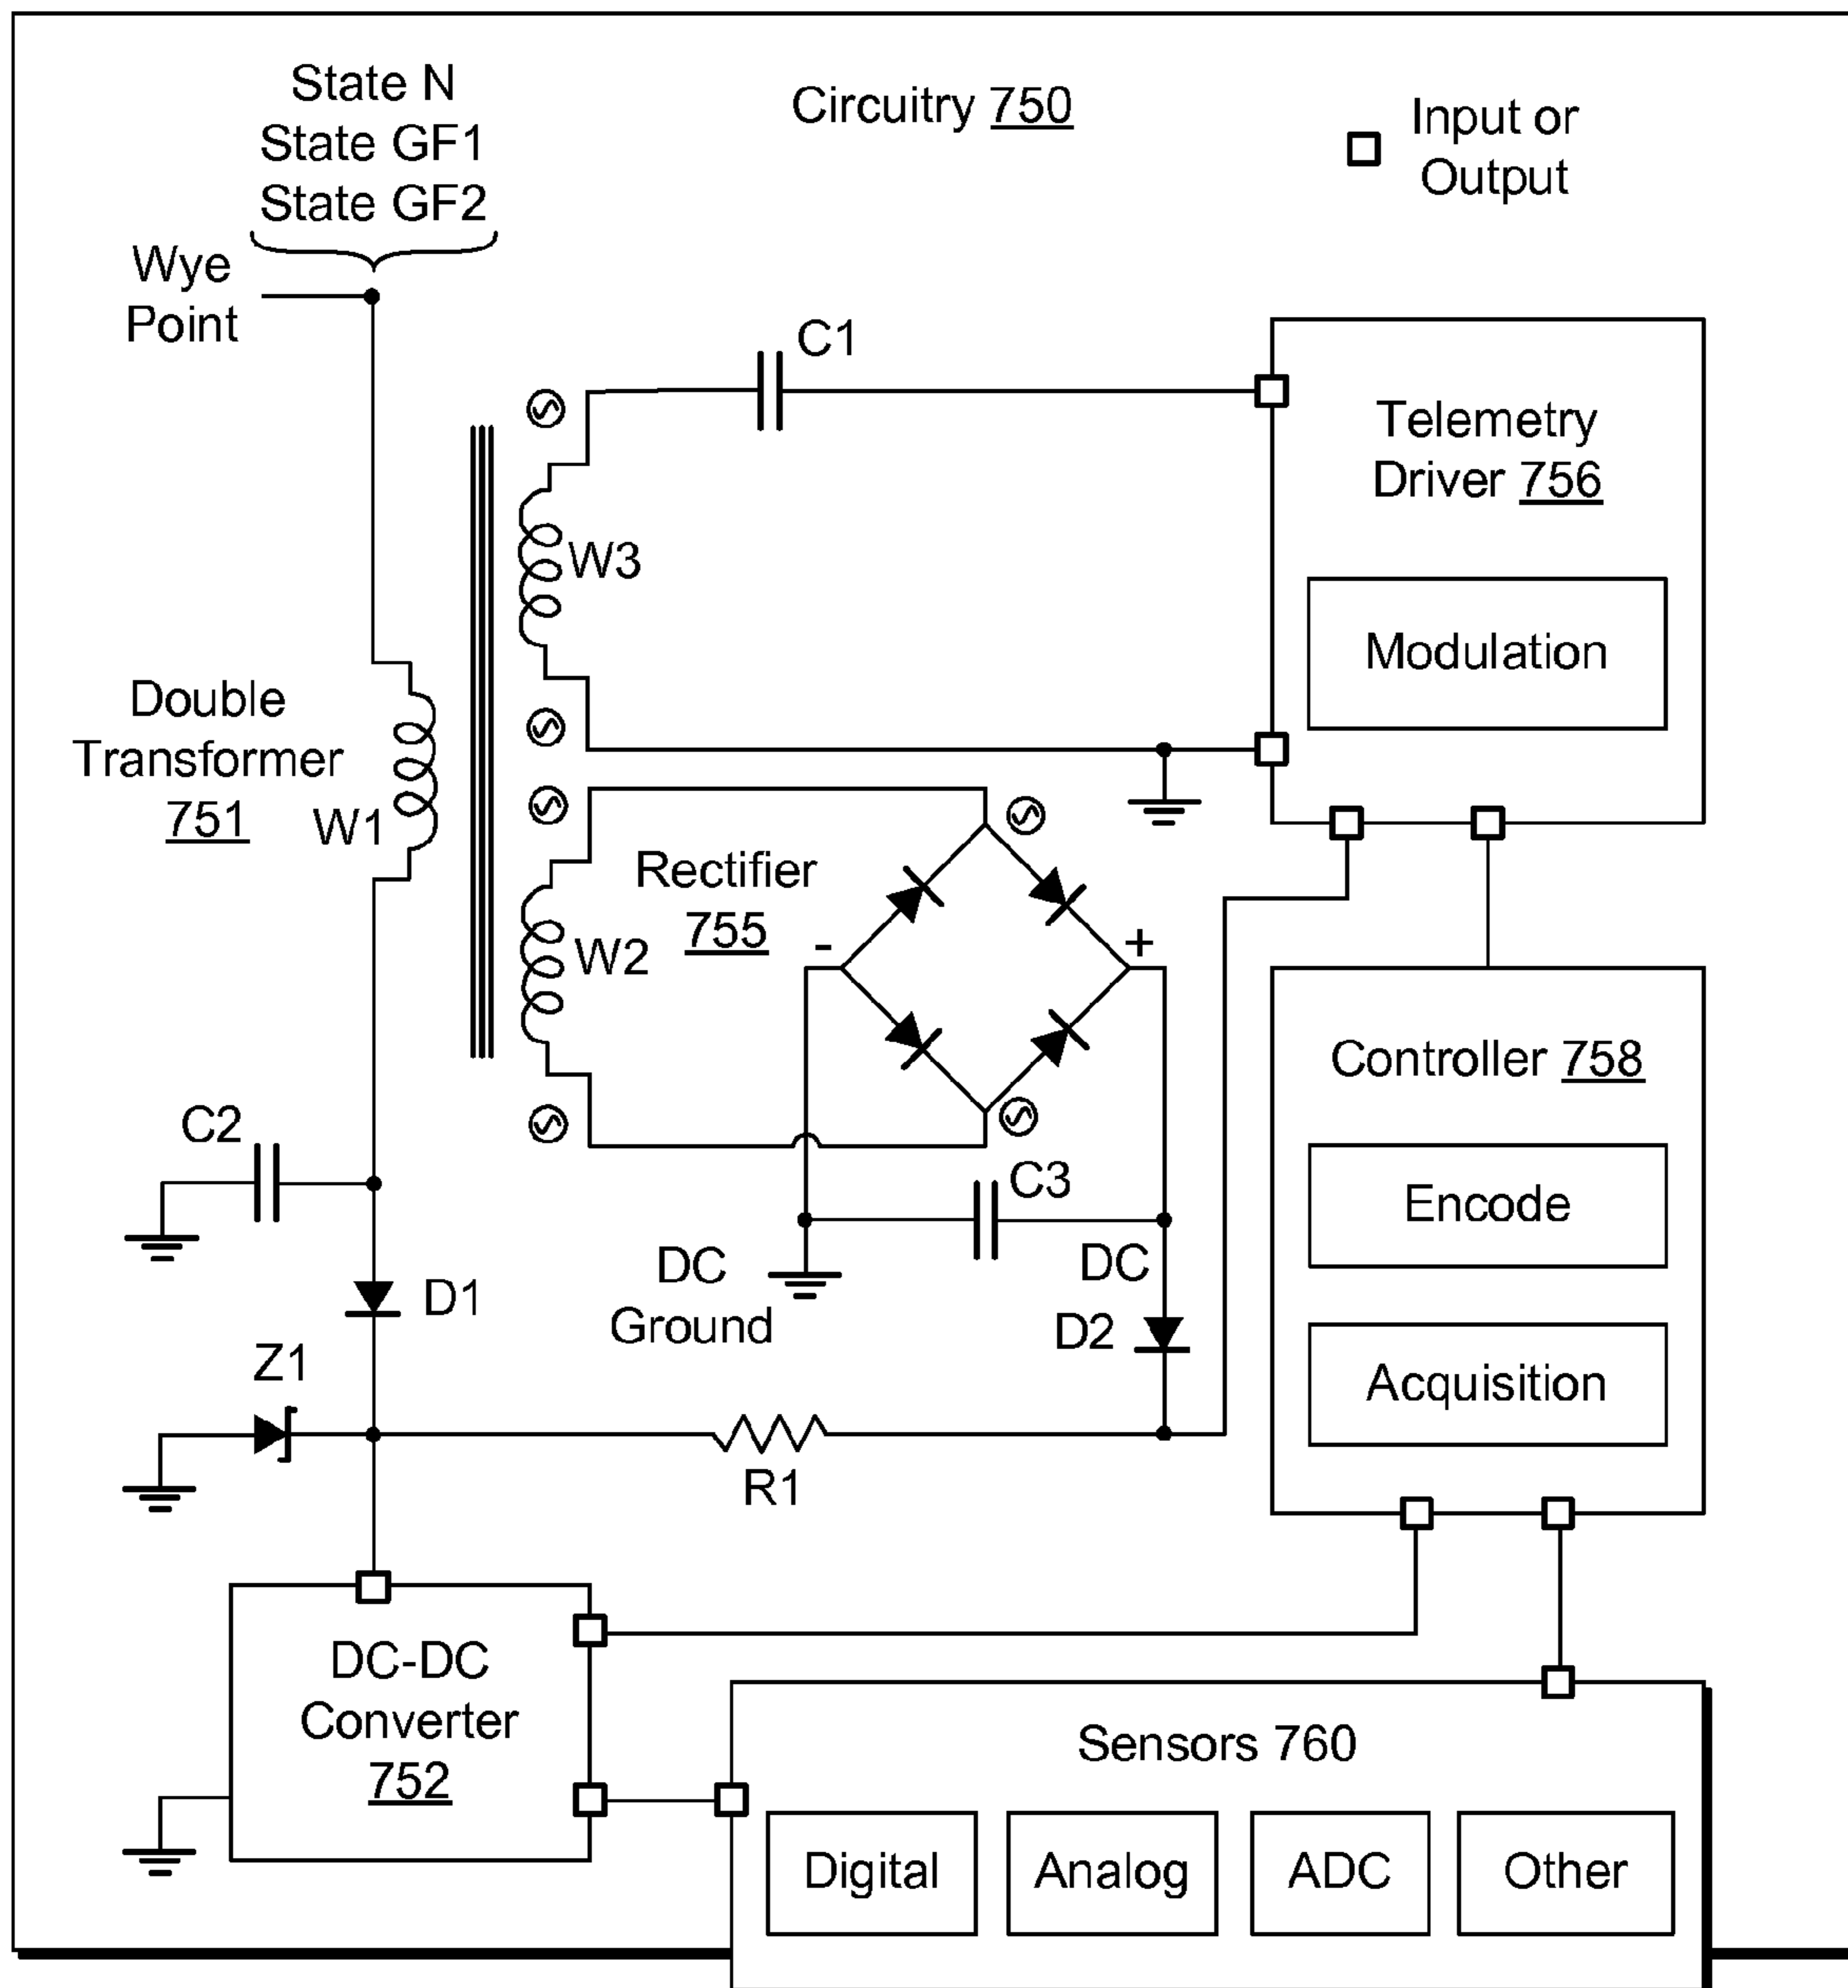 State N
State GF1
State GF2
Circuitry 750
Input or
Output
Wye
Point
C1
Telemetry
Driver 756
W3
Modulation
Double
Transformer
751
W1
Rectifier
755
W2
-
+
Controller 758
C2
C3
Encode
DC
Ground
DC
D1
D2
Z1
Acquisition
R1
DC-DC
Converter
752
Sensors 760
Digital
Analog
ADC
Other